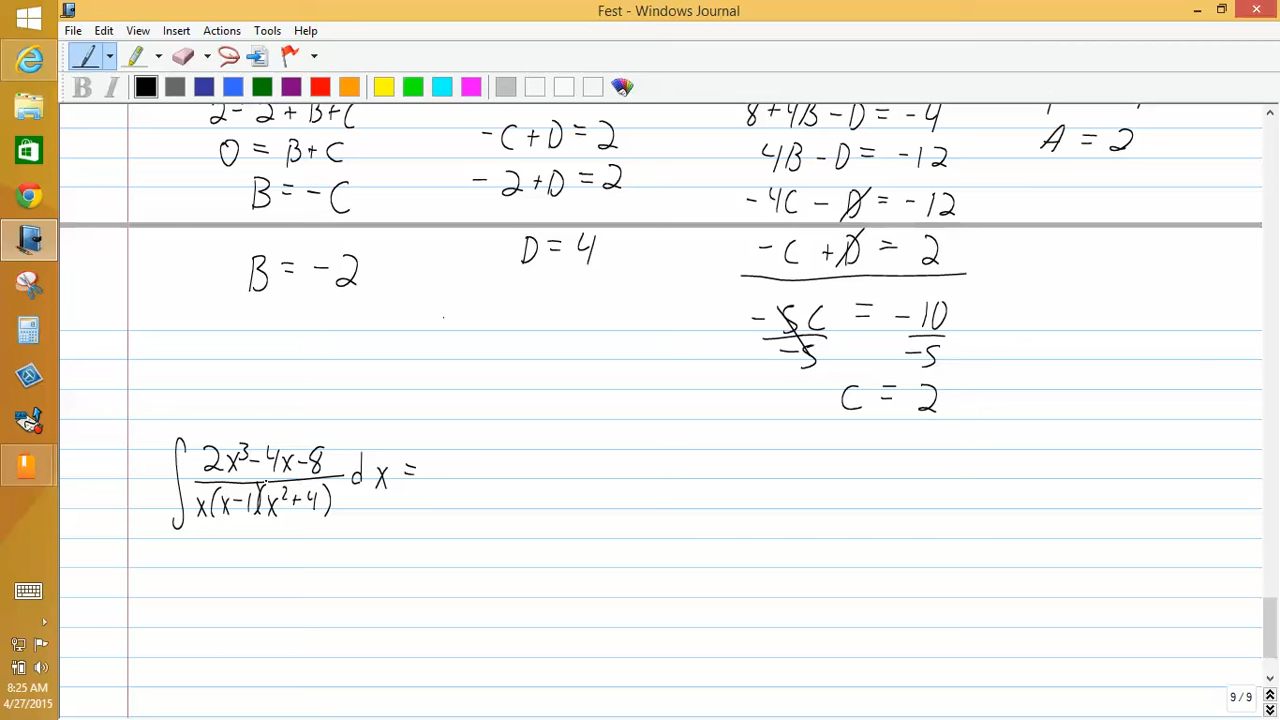 Fest - Windows Journal
File Edit View Insert Actions Tools Help
B I
2 = 2 + B + C
0 = B + C
B = - C
B = - 2
- C + D = 2
- 2 + D = 2
D = 4
8 + 4B - D = - 4
4B - D = - 12
- 4C - D = - 12
- C + D = 2
- 5C = - 10
-5 -5
C = 2
A = 2
∫ 2x³ - 4x - 8 / x(x - 1)(x² + 4) dx =
9 / 9
8:25 AM
4/27/2015